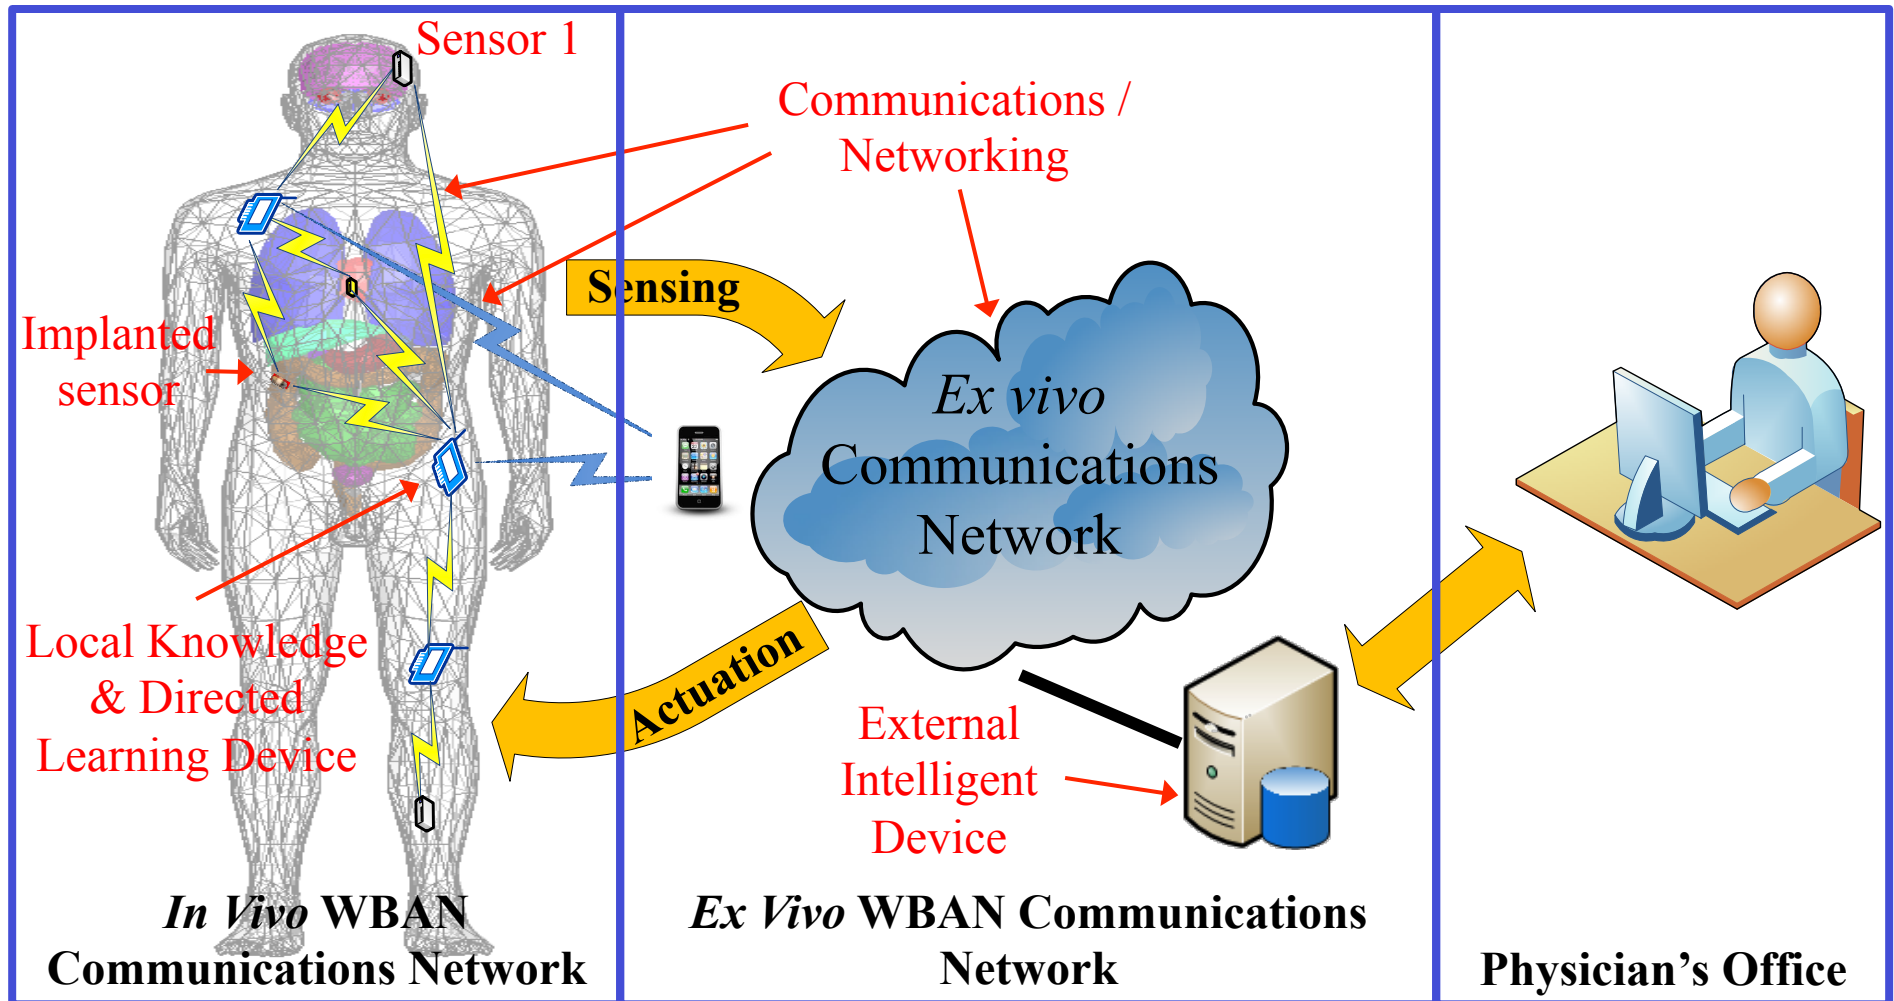 Sensor 1
Communications /
Networking
Sensing
Implanted
sensor
Ex vivo
Communications
Network
Local Knowledge
& Directed
Learning Device
Actuation
External
Intelligent
Device
In Vivo WBAN
Communications Network
Ex Vivo WBAN Communications
Network
Physician’s Office